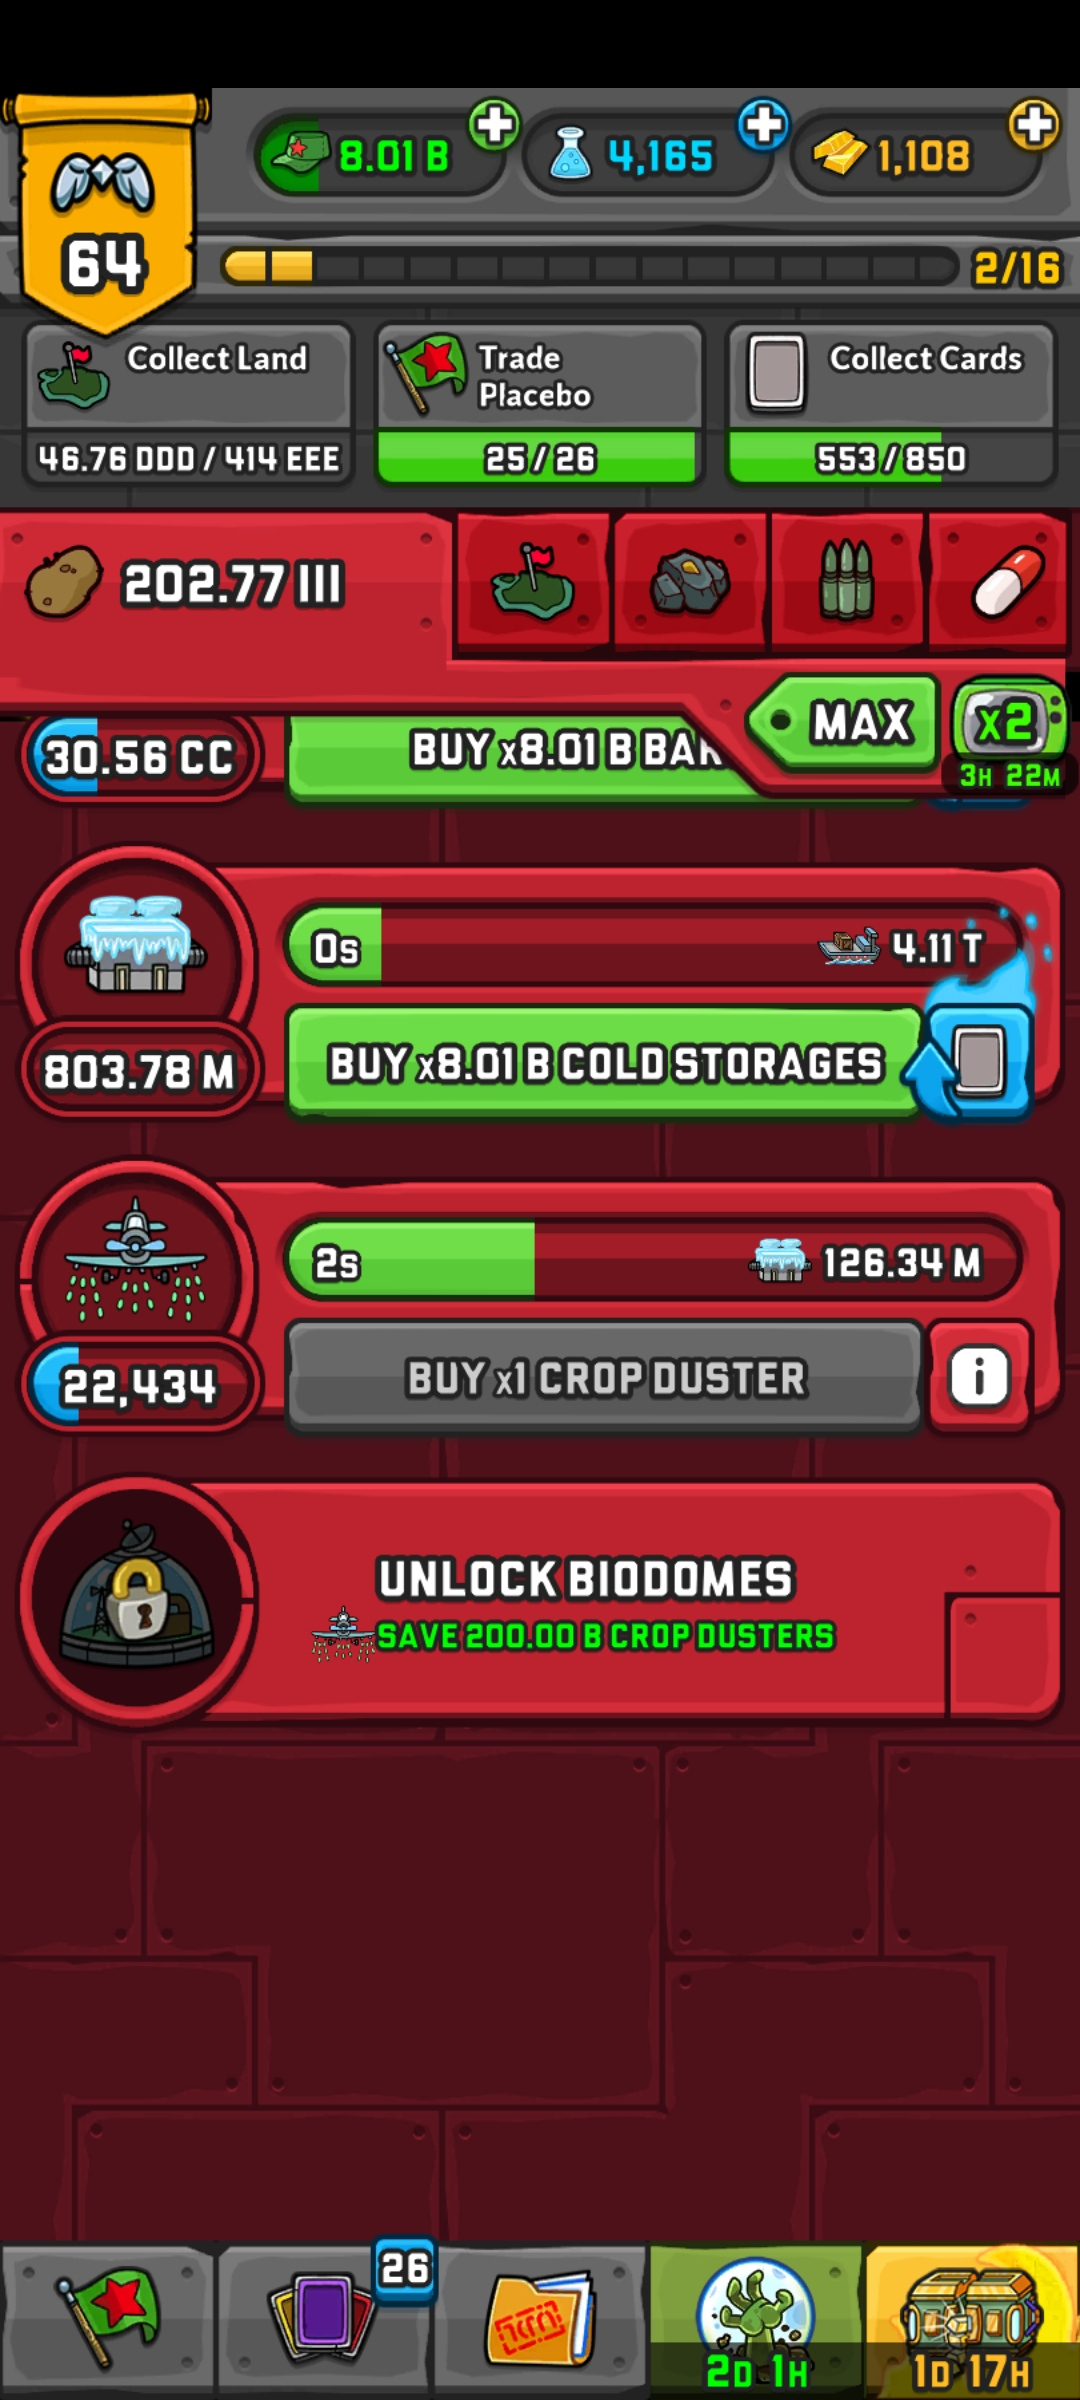 8.01 B
4,165
1,108
64
2/16
Collect Land
46.76 DDD / 414 EEE
Trade
Placebo
25 / 26
Collect Cards
553 / 850
202.77 III
MAX
x2
3H 22M
30.56 CC
BUY x8.01 B BAR
0s
4.11 T
803.78 M
BUY x8.01 B COLD STORAGES
2s
126.34 M
22,434
BUY x1 CROP DUSTER
i
UNLOCK BIODOMES
SAVE 200.00 B CROP DUSTERS
26
2D 1H
1D 17H